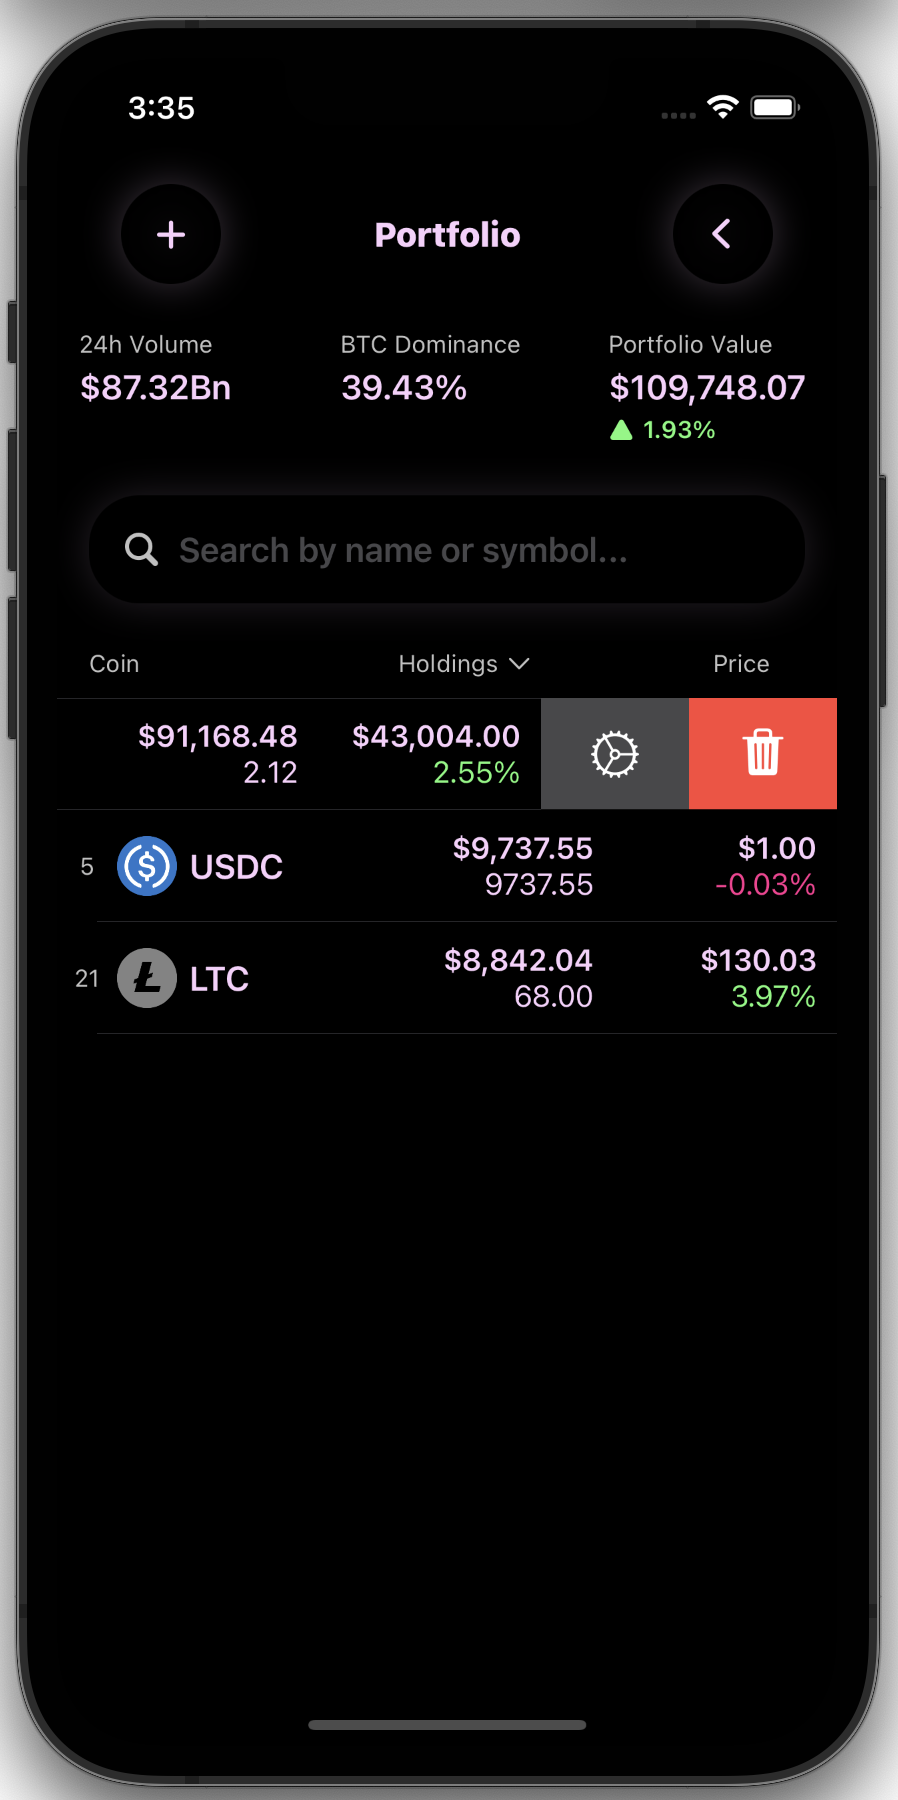 3:35
Portfolio
24h Volume BTC Dominance Portfolio Value
$87.32Bn 39.43% $109,748.07
1.93%
Search by name or symbol...
Coin Holdings Price
$91,168.48 $43,004.00
2.12 2.55%
5 USDC $9,737.55 $1.00
9737.55 -0.03%
21 LTC $8,842.04 $130.03
68.00 3.97%